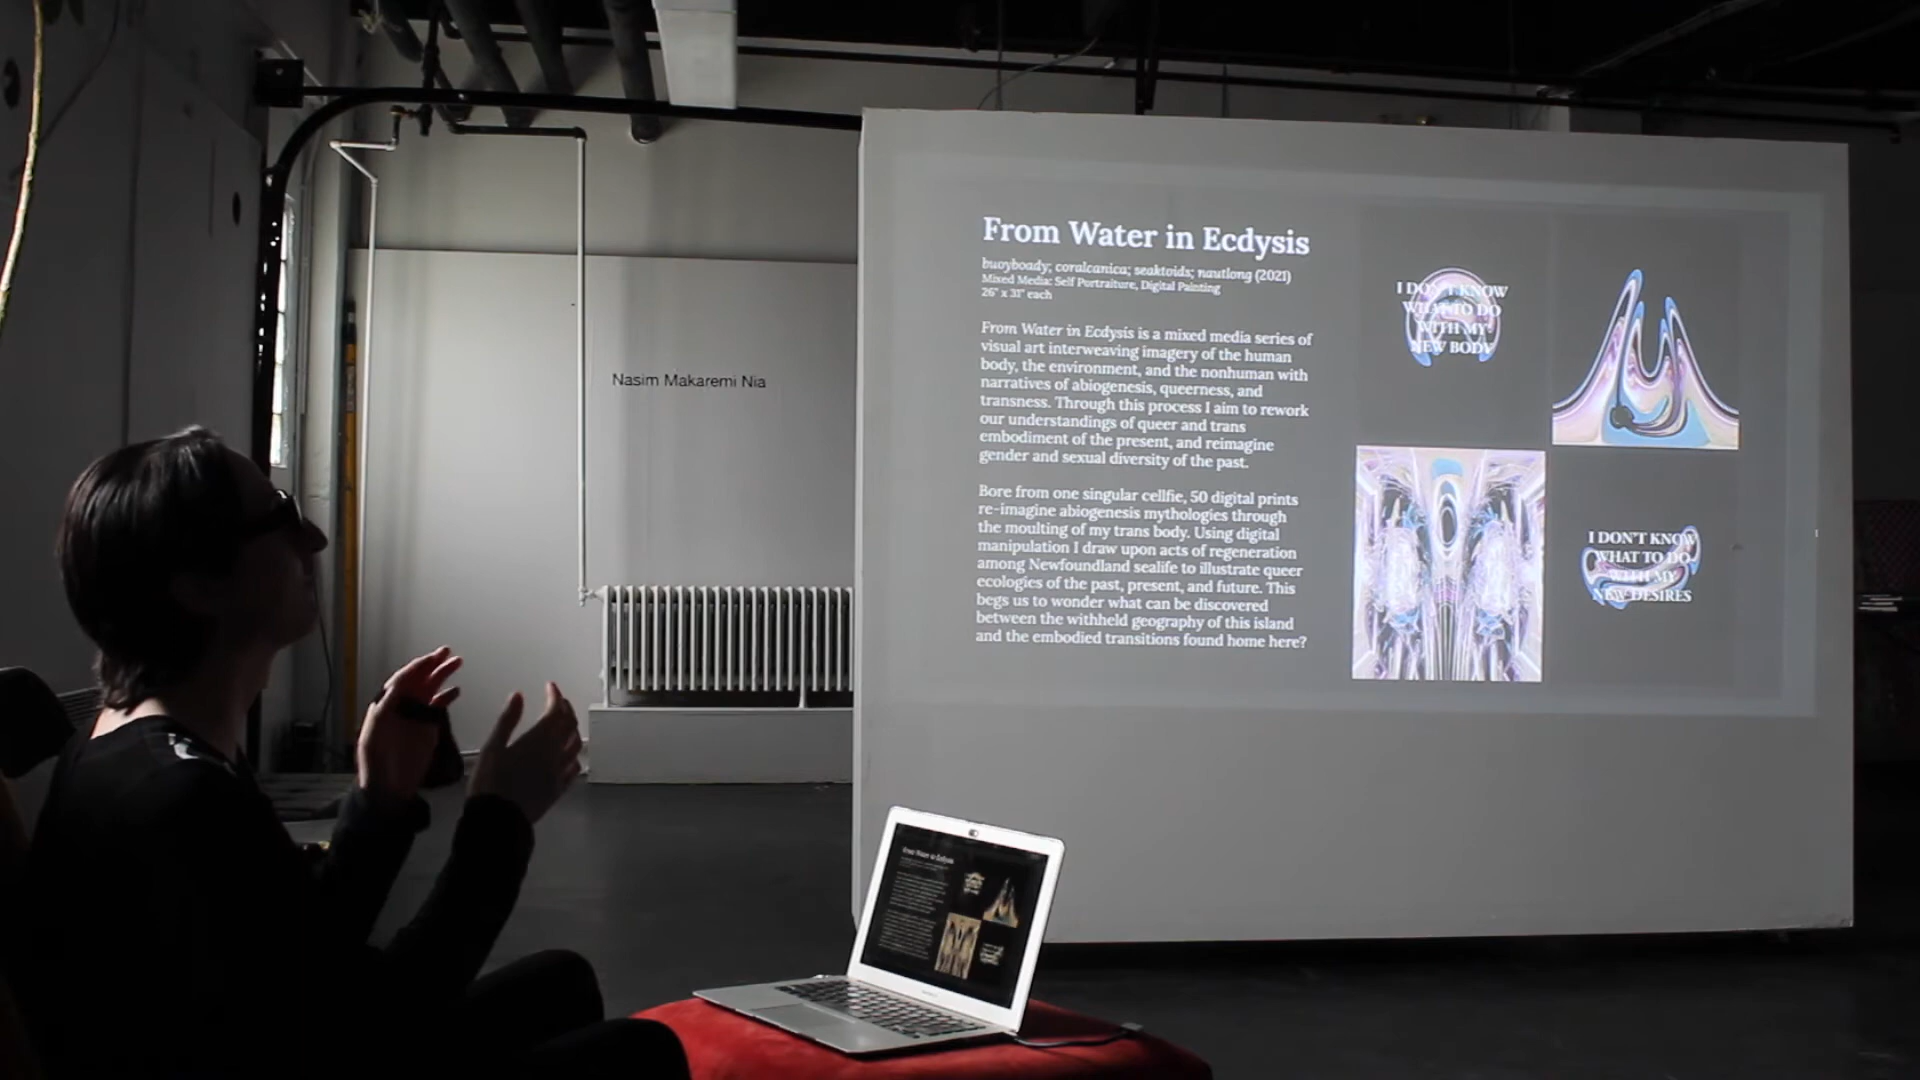 Nasim Makaremi Nia
From Water in Ecdysis
buoyboady; coralcanica; seaktoids; nautlong (2021)
Mixed Media: Self Portraiture, Digital Painting
26" x 31" each
From Water in Ecdysis is a mixed media series of
visual art interweaving imagery of the human
body, the environment, and the nonhuman with
narratives of abiogenesis, queerness, and
transness. Through this process I aim to rework
our understandings of queer and trans
embodiment of the present, and reimagine
gender and sexual diversity of the past.
Bore from one singular cellfie, 50 digital prints
re-imagine abiogenesis mythologies through
the moulting of my trans body. Using digital
manipulation I draw upon acts of regeneration
among Newfoundland sealife to illustrate queer
ecologies of the past, present, and future. This
begs us to wonder what can be discovered
between the withheld geography of this island
and the embodied transitions found home here?
I DON'T KNOW
WHAT TO DO
WITH MY
NEW BODY
I DON'T KNOW
WHAT TO DO
WITH MY
NEW DESIRES
From Water in Ecdysis